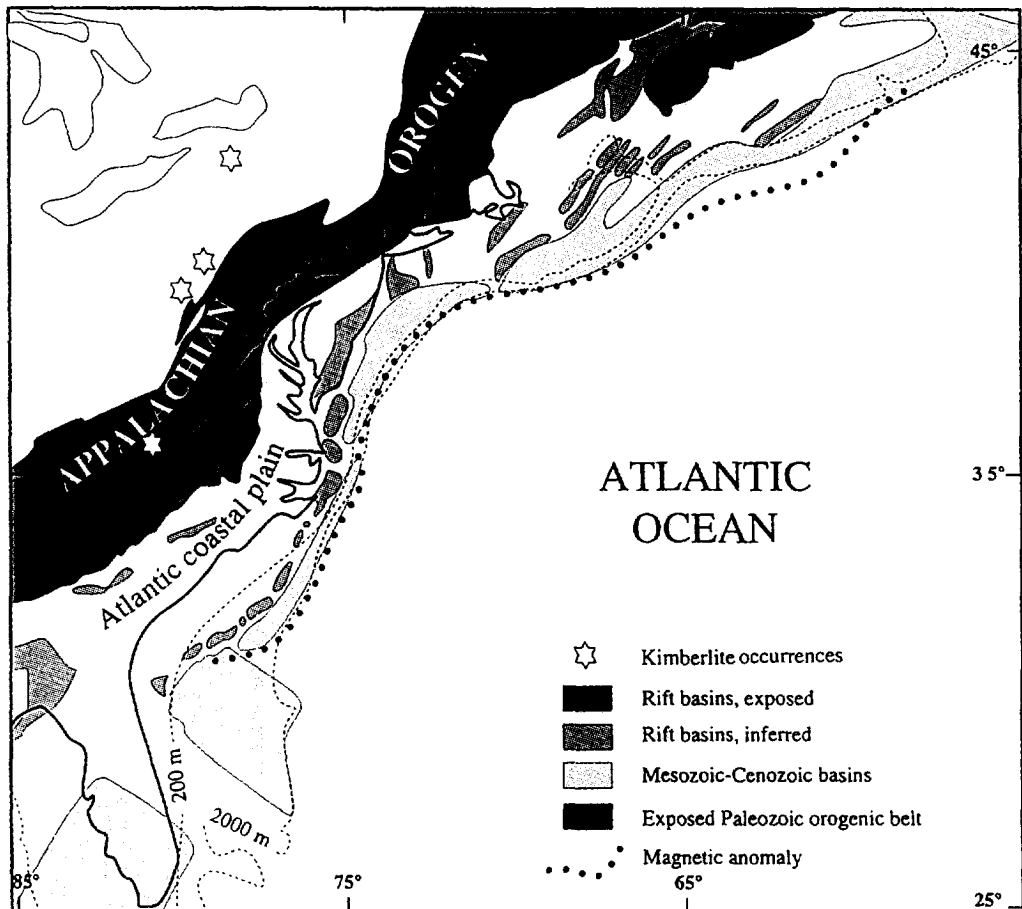 45°
OROGEN
APPALACHIAN
Atlantic coastal plain
ATLANTIC
OCEAN
35°
Kimberlite occurrences
Rift basins, exposed
Rift basins, inferred
Mesozoic-Cenozoic basins
Exposed Paleozoic orogenic belt
Magnetic anomaly
200 m
2000 m
85°
75°
65°
25°